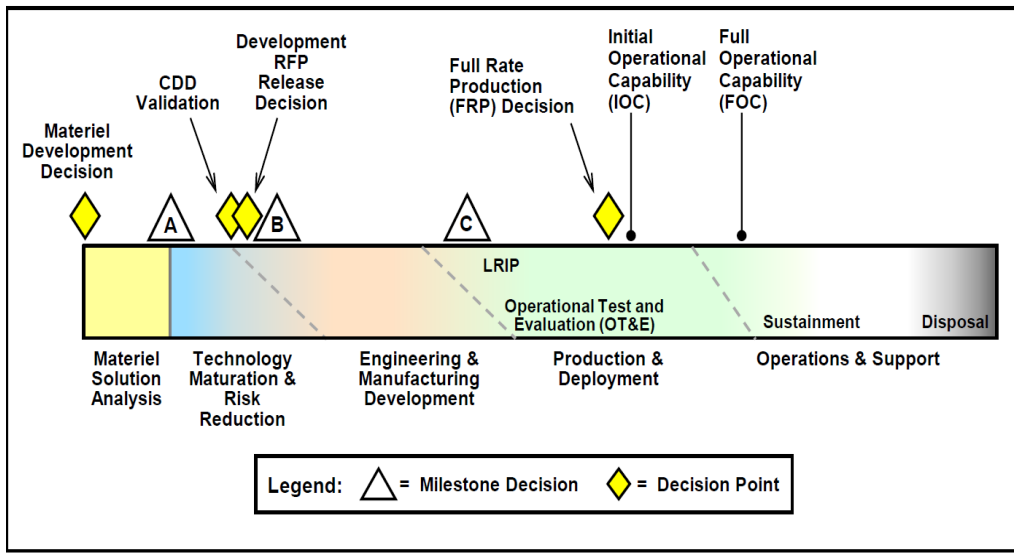 Materiel
Development
Decision
CDD
Validation
Development
RFP
Release
Decision
Full Rate
Production
(FRP) Decision
Initial
Operational
Capability
(IOC)
Full
Operational
Capability
(FOC)
A
B
C
LRIP
Operational Test and
Evaluation (OT&E)
Sustainment
Disposal
Materiel
Solution
Analysis
Technology
Maturation &
Risk
Reduction
Engineering &
Manufacturing
Development
Production &
Deployment
Operations & Support
Legend:
= Milestone Decision
= Decision Point